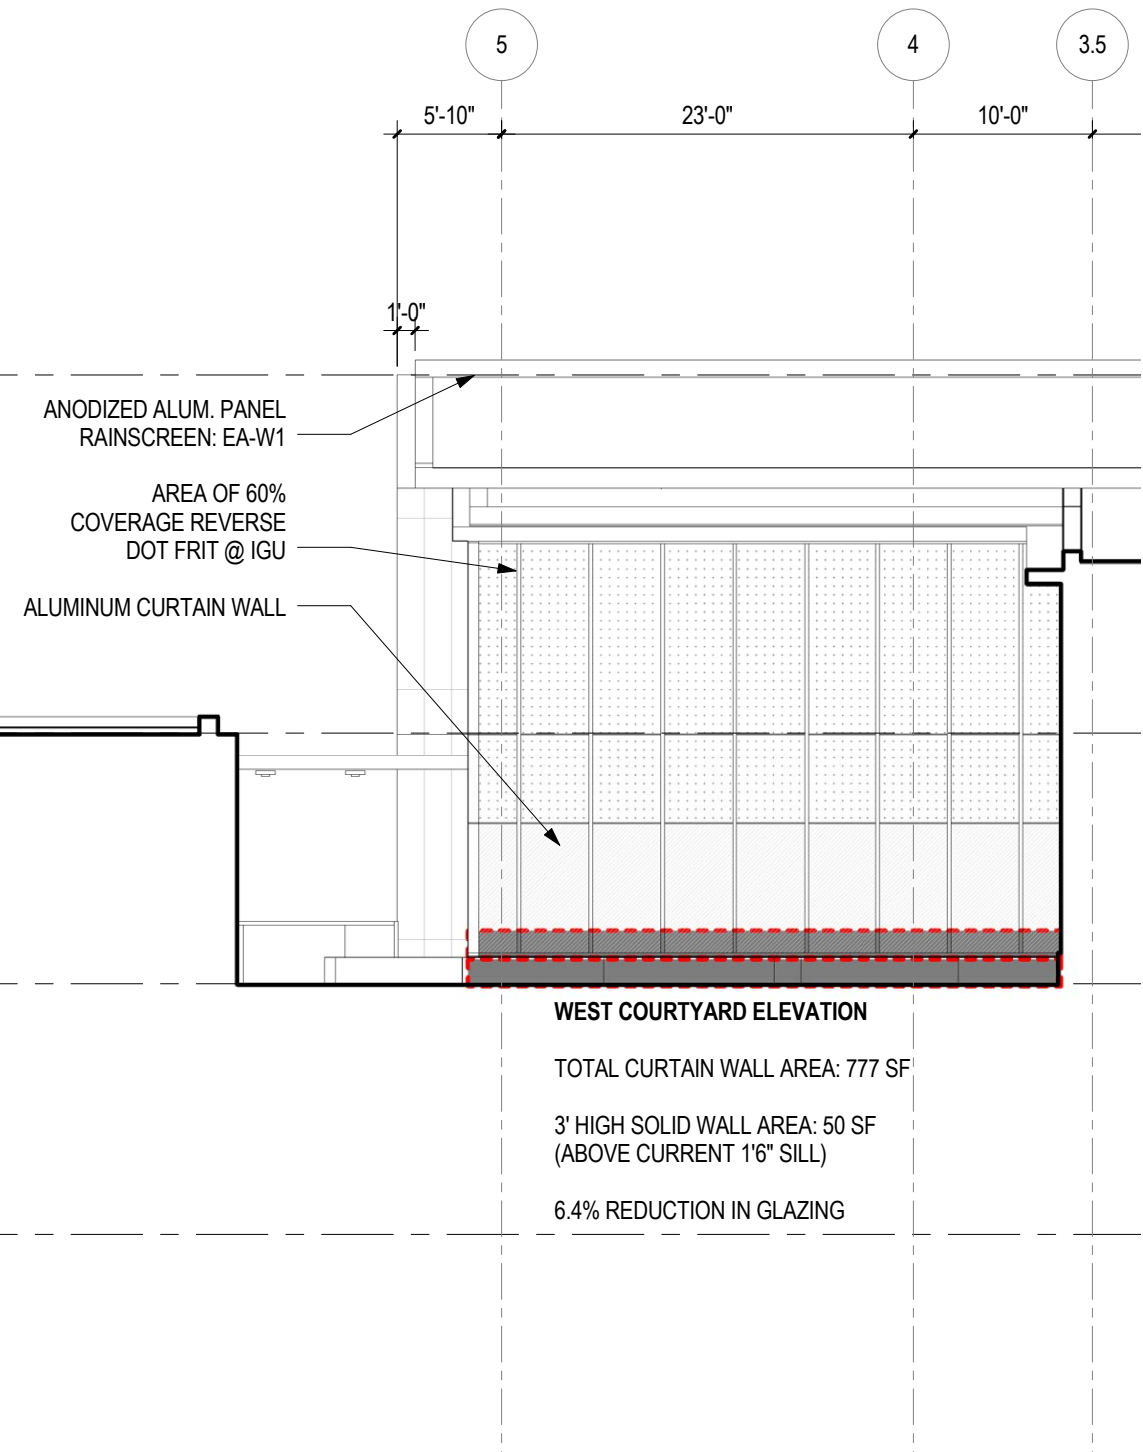 5
4
3.5
5'-10"
23'-0"
10'-0"
1'-0"
ANODIZED ALUM. PANEL
RAINSCREEN: EA-W1
AREA OF 60%
COVERAGE REVERSE
DOT FRIT @ IGU
ALUMINUM CURTAIN WALL
WEST COURTYARD ELEVATION
TOTAL CURTAIN WALL AREA: 777 SF
3' HIGH SOLID WALL AREA: 50 SF
(ABOVE CURRENT 1'6" SILL)
6.4% REDUCTION IN GLAZING